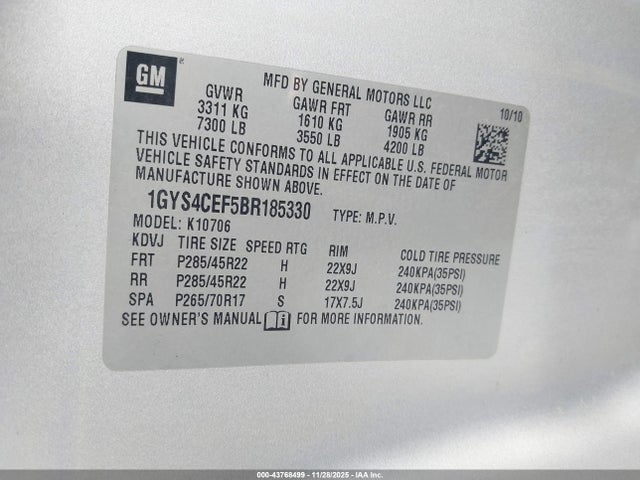 GM
®
MFD BY GENERAL MOTORS LLC
10/10
GVWR GAWR FRT GAWR RR
3311 KG 1610 KG 1905 KG
7300 LB 3550 LB 4200 LB
THIS VEHICLE CONFORMS TO ALL APPLICABLE U.S. FEDERAL MOTOR
VEHICLE SAFETY STANDARDS IN EFFECT ON THE DATE OF
MANUFACTURE SHOWN ABOVE.
1GYS4CEF5BR185330 TYPE: M.P.V.
MODEL: K10706
KDVJ TIRE SIZE SPEED RTG RIM COLD TIRE PRESSURE
FRT P285/45R22 H 22X9J 240KPA(35PSI)
RR P285/45R22 H 22X9J 240KPA(35PSI)
SPA P265/70R17 S 17X7.5J 240KPA(35PSI)
SEE OWNER'S MANUAL i FOR MORE INFORMATION.
000-43768499 - 11/28/2025 - IAAI, Inc.